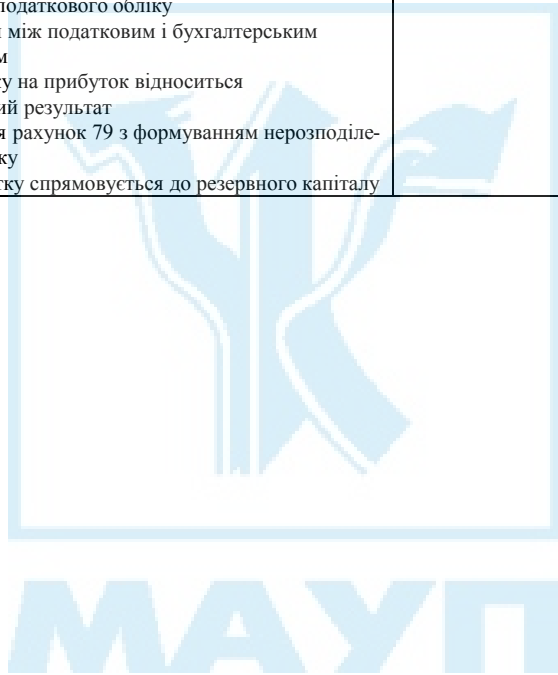 податкового обліку
між податковим і бухгалтерським
м
у на прибуток відноситься
ий результат
я рахунок 79 з формуванням нерозподіле-
ку
тку спрямовується до резервного капіталу
МАУП